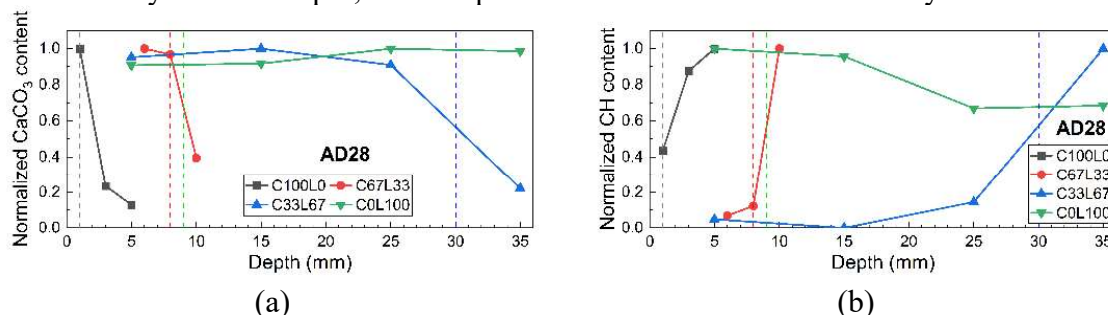 Normalized CaCO₃ content
1.0
0.8
0.6
0.4
0.2
0.0
AD28
C100L0 C67L33
C33L67 C0L100
0 5 10 15 20 25 30 35
Depth (mm)
(a)
Normalized CH content
1.0
0.8
0.6
0.4
0.2
0.0
AD28
C100L0
C67L33
C33L67
C0L100
0 5 10 15 20 25 30 35
Depth (mm)
(b)